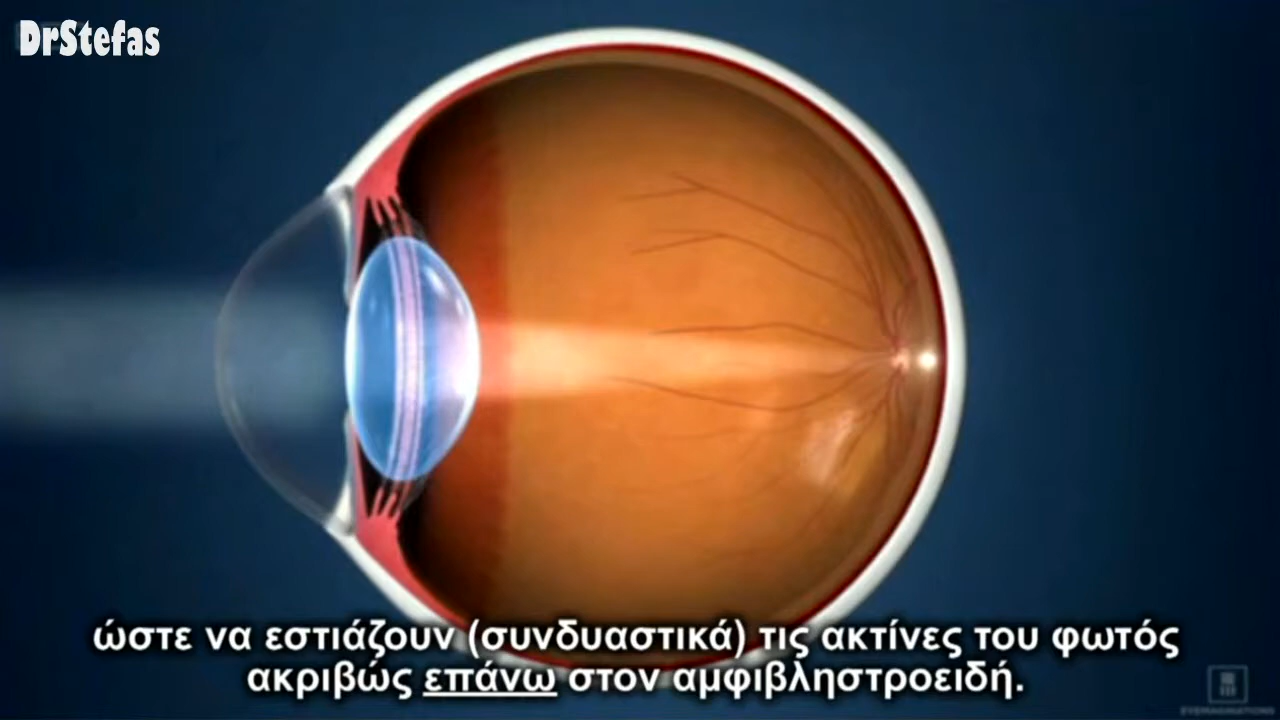 DrStefas
ώστε να εστιάζουν (συνδυαστικά) τις ακτίνες του φωτός
ακριβώς επάνω στον αμφιβληστροειδή.